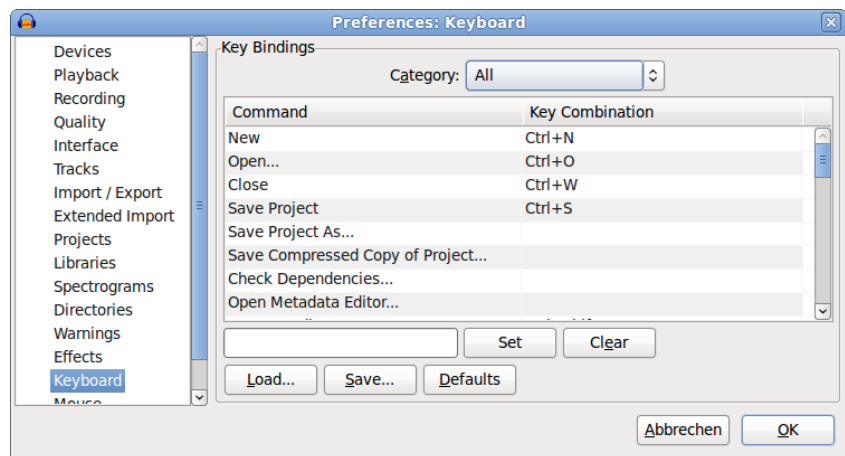 Preferences: Keyboard
Devices
Playback
Recording
Quality
Interface
Tracks
Import / Export
Extended Import
Projects
Libraries
Spectrograms
Directories
Warnings
Effects
Keyboard
Mouse
Key Bindings
Category: All
Command Key Combination
New Ctrl+N
Open... Ctrl+O
Close Ctrl+W
Save Project Ctrl+S
Save Project As...
Save Compressed Copy of Project...
Check Dependencies...
Open Metadata Editor...
Set Clear
Load... Save... Defaults
Abbrechen OK